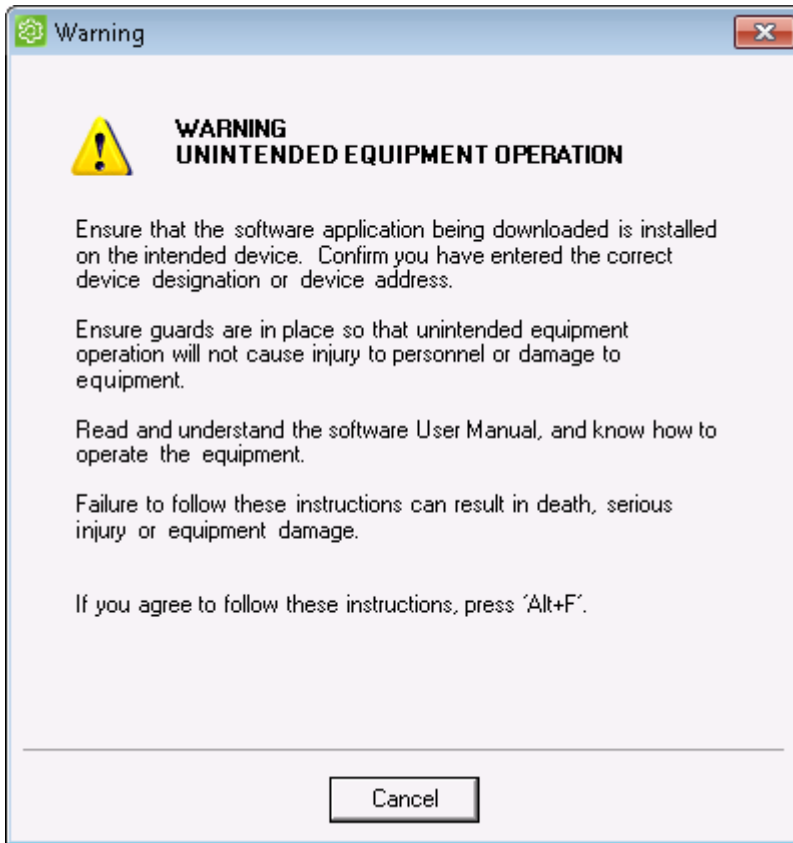 Warning
WARNING
UNINTENDED EQUIPMENT OPERATION
Ensure that the software application being downloaded is installed
on the intended device. Confirm you have entered the correct
device designation or device address.
Ensure guards are in place so that unintended equipment
operation will not cause injury to personnel or damage to
equipment.
Read and understand the software User Manual, and know how to
operate the equipment.
Failure to follow these instructions can result in death, serious
injury or equipment damage.
If you agree to follow these instructions, press ´Alt+F´.
Cancel